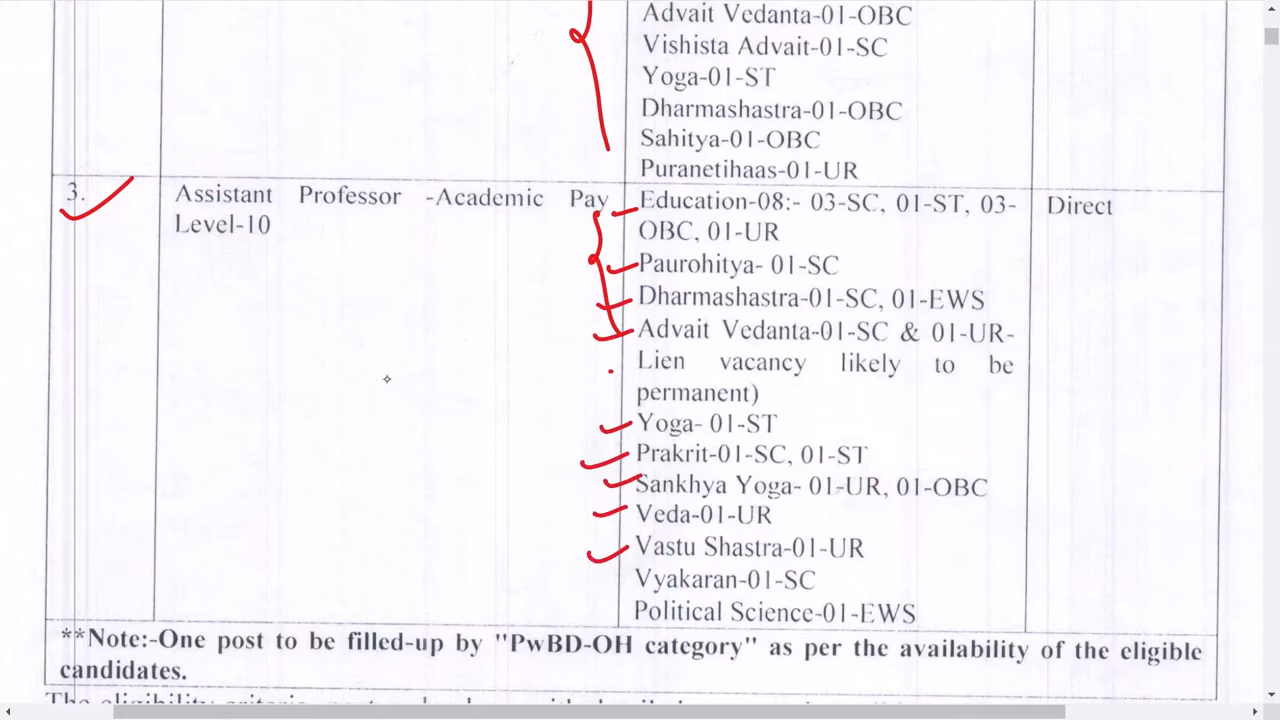 Advait Vedanta-01-OBC
Vishista Advait-01-SC
Yoga-01-ST
Dharmashastra-01-OBC
Sahitya-01-OBC
Puranetihaas-01-UR
3.
Assistant Professor -Academic Pay
Level-10
Education-08:- 03-SC, 01-ST, 03-
OBC, 01-UR
Paurohitya- 01-SC
Dharmashastra-01-SC, 01-EWS
Advait Vedanta-01-SC & 01-UR-
Lien vacancy likely to be
permanent)
Yoga- 01-ST
Prakrit-01-SC, 01-ST
Sankhya Yoga- 01-UR, 01-OBC
Veda-01-UR
Vastu Shastra-01-UR
Vyakaran-01-SC
Political Science-01-EWS
Direct
**Note:-One post to be filled-up by "PwBD-OH category" as per the availability of the eligible
candidates.